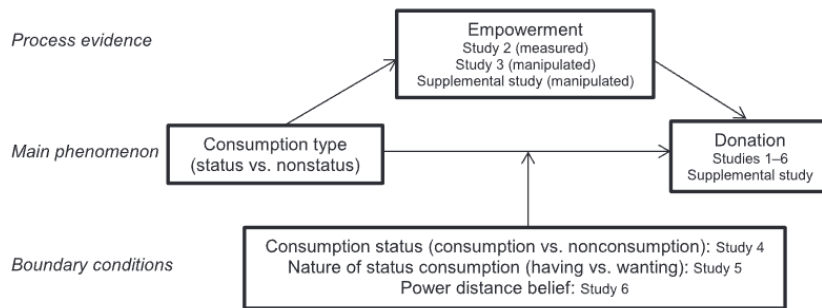 Process evidence
Empowerment
Study 2 (measured)
Study 3 (manipulated)
Supplemental study (manipulated)
Main phenomenon
Consumption type
(status vs. nonstatus)
Donation
Studies 1–6
Supplemental study
Boundary conditions
Consumption status (consumption vs. nonconsumption): Study 4
Nature of status consumption (having vs. wanting): Study 5
Power distance belief: Study 6